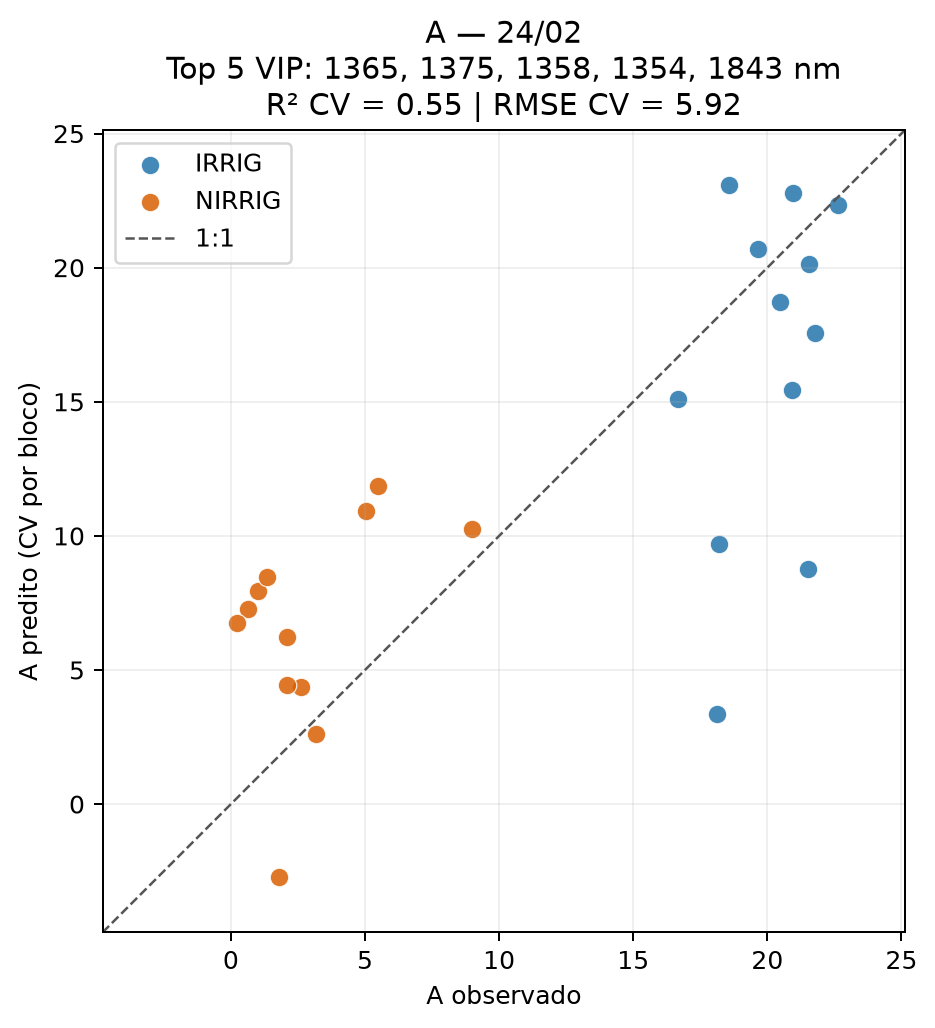 A — 24/02
Top 5 VIP: 1365, 1375, 1358, 1354, 1843 nm
R² CV = 0.55 | RMSE CV = 5.92
IRRIG
NIRRIG
1:1
25
20
15
10
5
0
A predito (CV por bloco)
0
5
10
15
20
25
A observado